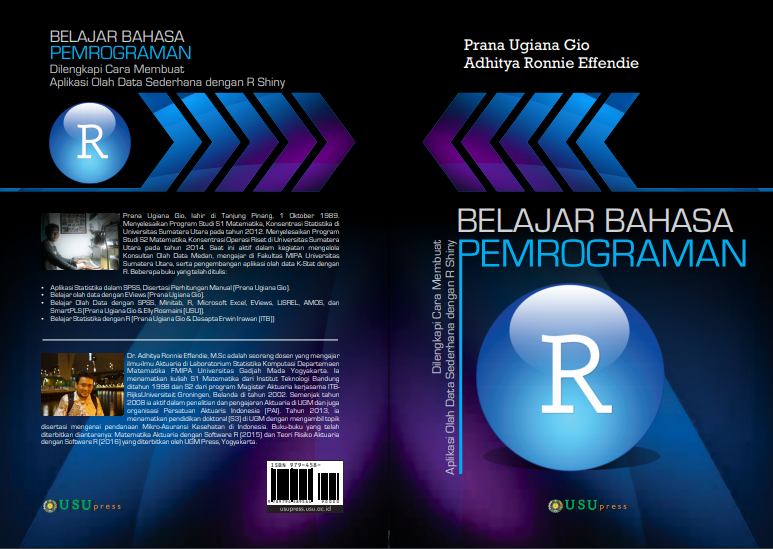 BELAJAR BAHASA
PEMROGRAMAN
Dilengkapi Cara Membuat
Aplikasi Olah Data Sederhana dengan R Shiny
R
Prana Ugiana Gio, lahir di Tanjung Pinang, 1 Oktober 1989.
Menyelesaikan Program Studi S1 Matematika, Konsentrasi Statistika di
Universitas Sumatera Utara pada tahun 2012. Menyelesaikan Program
Studi S2 Matematika, Konsentrasi Operasi Riset di Universitas Sumatera
Utara pada tahun 2014. Saat ini aktif dalam kegiatan mengelola
Konsultan Olah Data Medan, mengajar di Fakultas MIPA Universitas
Sumatera Utara, serta pengembangan aplikasi olah data K-Stat dengan
R. Beberapa buku yang telah ditulis:
• Aplikasi Statistika dalam SPSS, Disertasi Perhitungan Manual (Prana Ugiana Gio).
• Belajar olah data dengan EViews (Prana Ugiana Gio).
• Belajar Olah Data dengan SPSS, Minitab, R, Microsoft Excel, EViews, LISREL, AMOS, dan
SmartPLS (Prana Ugiana Gio & Elly Rosmaini (USU)).
• Belajar Statistika dengan R (Prana Ugiana Gio & Dasapta Erwin Irawan (ITB))
Dr. Adhitya Ronnie Effendie, M.Sc adalah seorang dosen yang mengajar
ilmu-ilmu Aktuaria di Laboratorium Statistika Komputasi Departemaen
Matematika FMIPA Universitas Gadjah Mada Yogyakarta. Ia
menamatkan kuliah S1 Matematika dari Institut Teknologi Bandung
ditahun 1998 dan S2 dari program Magister Aktuaria kerjasama ITB-
RijksUniversiteit Groningen, Belanda di tahun 2002. Semenjak tahun
2008 ia aktif dalam penelitian dan pengajaran Aktuaria di UGM dan juga
organisasi Persatuan Aktuaris Indonesia (PAI). Tahun 2013, ia
menamatkan pendidikan doktoral (S3) di UGM dengan mengambil topik
disertasi mengenai pendanaan Mikro-Asuransi Kesehatan di Indonesia. Buku-buku yang telah
diterbitkan diantaranya: Matematika Aktuaria dengan Software R (2015) dan Teori Risiko Aktuaria
dengan Software R (2016) yang diterbitkan oleh UGM Press, Yogyakarta.
ISBN 979-458-
usupress.usu.ac.id
USUpress
Prana Ugiana Gio
Adhitya Ronnie Effendie
BELAJAR BAHASA
PEMROGRAMAN
Dilengkapi Cara Membuat
Aplikasi Olah Data Sederhana dengan R Shiny
R
USUpress